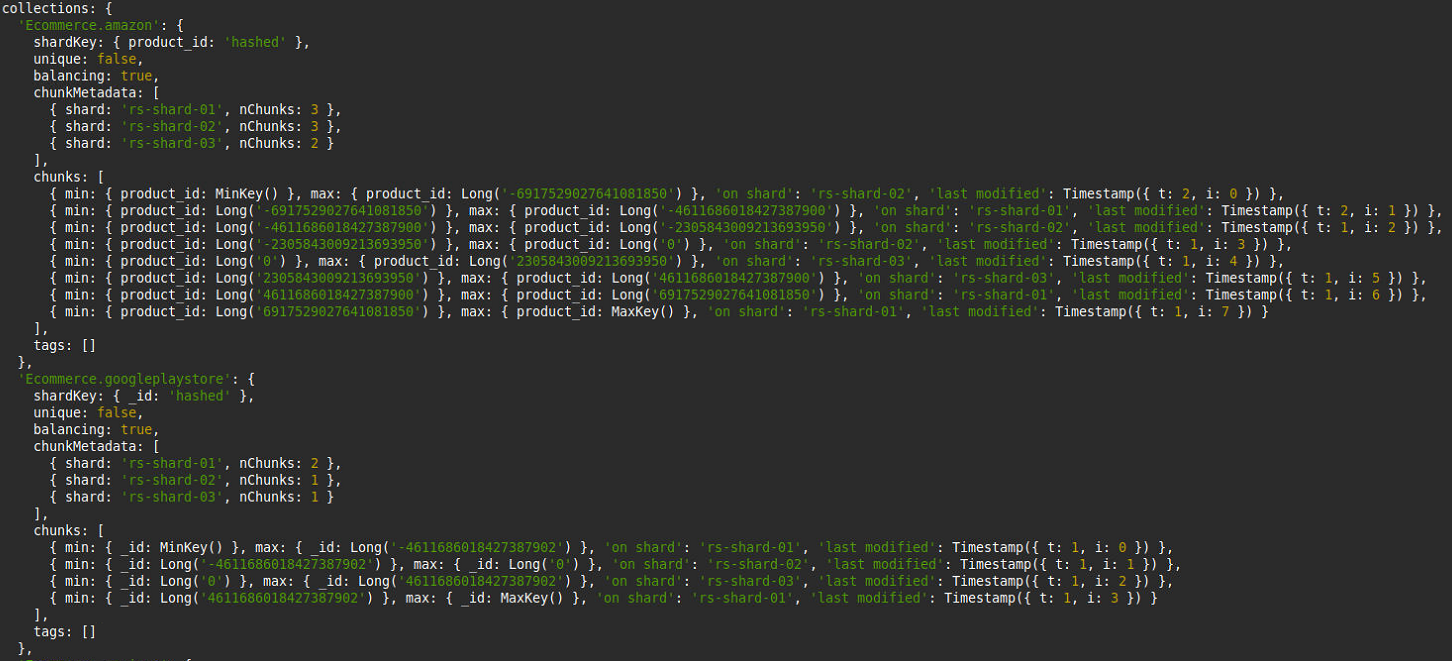 collections: {
'Ecommerce.amazon': {
shardKey: { product_id: 'hashed' },
unique: false,
balancing: true,
chunkMetadata: [
{ shard: 'rs-shard-01', nChunks: 3 },
{ shard: 'rs-shard-02', nChunks: 3 },
{ shard: 'rs-shard-03', nChunks: 2 }
],
chunks: [
{ min: { product_id: MinKey() }, max: { product_id: Long('-6917529027641081850') }, 'on shard': 'rs-shard-02', 'last modified': Timestamp({ t: 2, i: 0 }) },
{ min: { product_id: Long('-6917529027641081850') }, max: { product_id: Long('-4611686018427387900') }, 'on shard': 'rs-shard-01', 'last modified': Timestamp({ t: 2, i: 1 }) },
{ min: { product_id: Long('-4611686018427387900') }, max: { product_id: Long('-2305843009213693950') }, 'on shard': 'rs-shard-02', 'last modified': Timestamp({ t: 1, i: 2 }) },
{ min: { product_id: Long('-2305843009213693950') }, max: { product_id: Long('0') }, 'on shard': 'rs-shard-02', 'last modified': Timestamp({ t: 1, i: 3 }) },
{ min: { product_id: Long('0') }, max: { product_id: Long('2305843009213693950') }, 'on shard': 'rs-shard-03', 'last modified': Timestamp({ t: 1, i: 4 }) },
{ min: { product_id: Long('2305843009213693950') }, max: { product_id: Long('4611686018427387900') }, 'on shard': 'rs-shard-03', 'last modified': Timestamp({ t: 1, i: 5 }) },
{ min: { product_id: Long('4611686018427387900') }, max: { product_id: Long('6917529027641081850') }, 'on shard': 'rs-shard-01', 'last modified': Timestamp({ t: 1, i: 6 }) },
{ min: { product_id: Long('6917529027641081850') }, max: { product_id: MaxKey() }, 'on shard': 'rs-shard-01', 'last modified': Timestamp({ t: 1, i: 7 }) }
],
tags: []
},
'Ecommerce.googleplaystore': {
shardKey: { _id: 'hashed' },
unique: false,
balancing: true,
chunkMetadata: [
{ shard: 'rs-shard-01', nChunks: 2 },
{ shard: 'rs-shard-02', nChunks: 1 },
{ shard: 'rs-shard-03', nChunks: 1 }
],
chunks: [
{ min: { _id: MinKey() }, max: { _id: Long('-4611686018427387902') }, 'on shard': 'rs-shard-01', 'last modified': Timestamp({ t: 1, i: 0 }) },
{ min: { _id: Long('-4611686018427387902') }, max: { _id: Long('0') }, 'on shard': 'rs-shard-02', 'last modified': Timestamp({ t: 1, i: 1 }) },
{ min: { _id: Long('0') }, max: { _id: Long('4611686018427387902') }, 'on shard': 'rs-shard-03', 'last modified': Timestamp({ t: 1, i: 2 }) },
{ min: { _id: Long('4611686018427387902') }, max: { _id: MaxKey() }, 'on shard': 'rs-shard-01', 'last modified': Timestamp({ t: 1, i: 3 }) }
],
tags: []
},